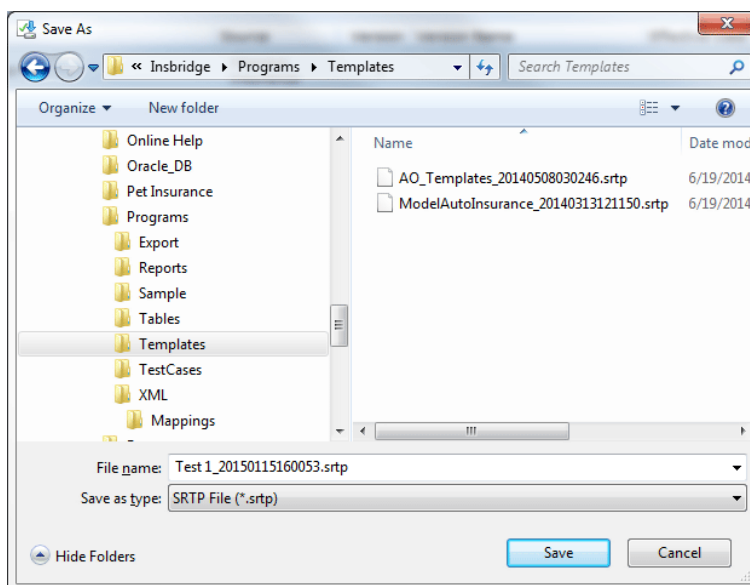 Save As
« Insbridge Programs Templates
Search Templates
Organize
New folder
Name
Date mod
Online Help
Oracle_DB
Pet Insurance
Programs
Export
Reports
Sample
Tables
Templates
TestCases
XML
Mappings
AO_Templates_20140508030246.srtp 6/19/2014
ModelAutoInsurance_20140313121150.srtp 6/19/2014
File name: Test 1_20150115160053.srtp
Save as type: SRTP File (*.srtp)
Hide Folders
Save
Cancel